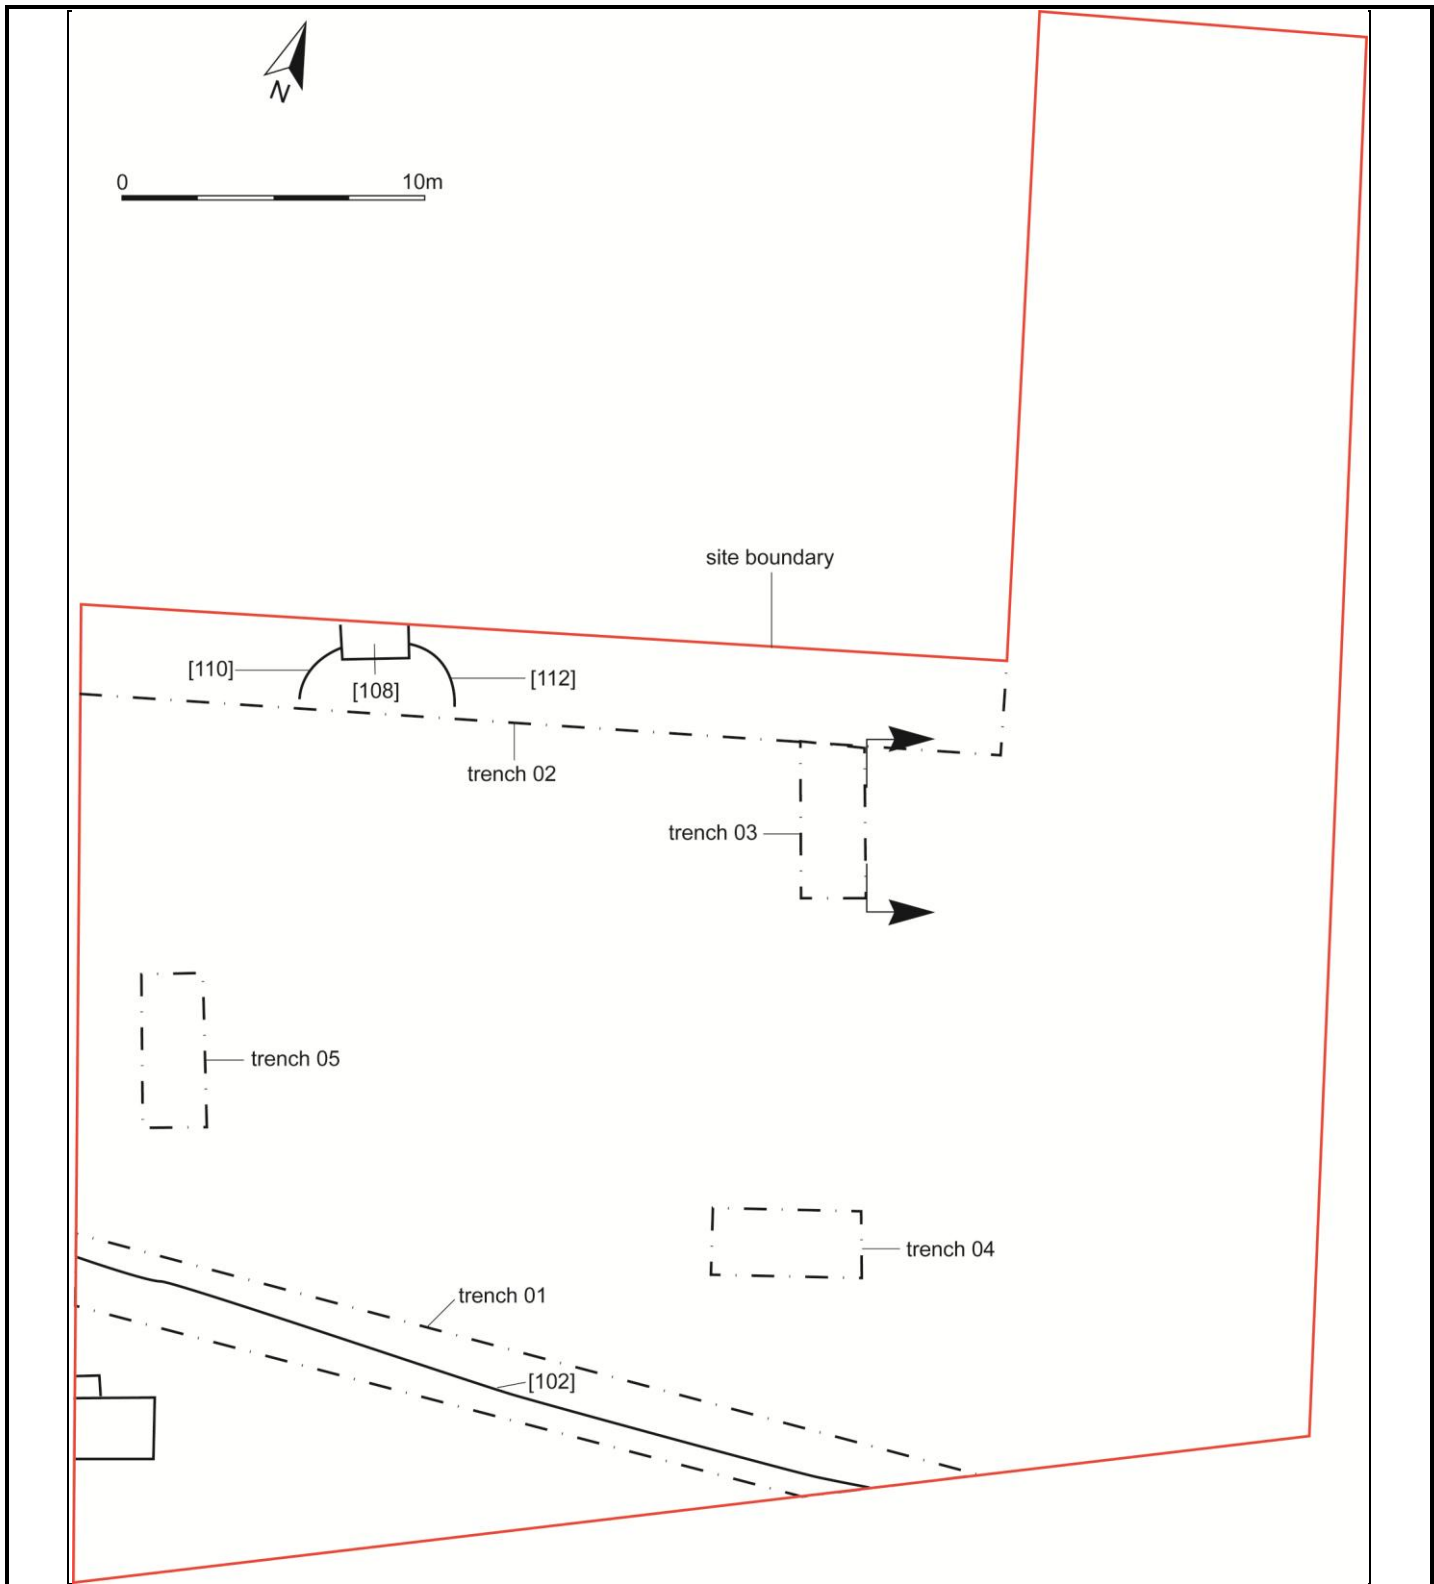 N
0 10m
site boundary
[110]
[108]
[112]
trench 02
trench 03
trench 05
trench 04
trench 01
[102]